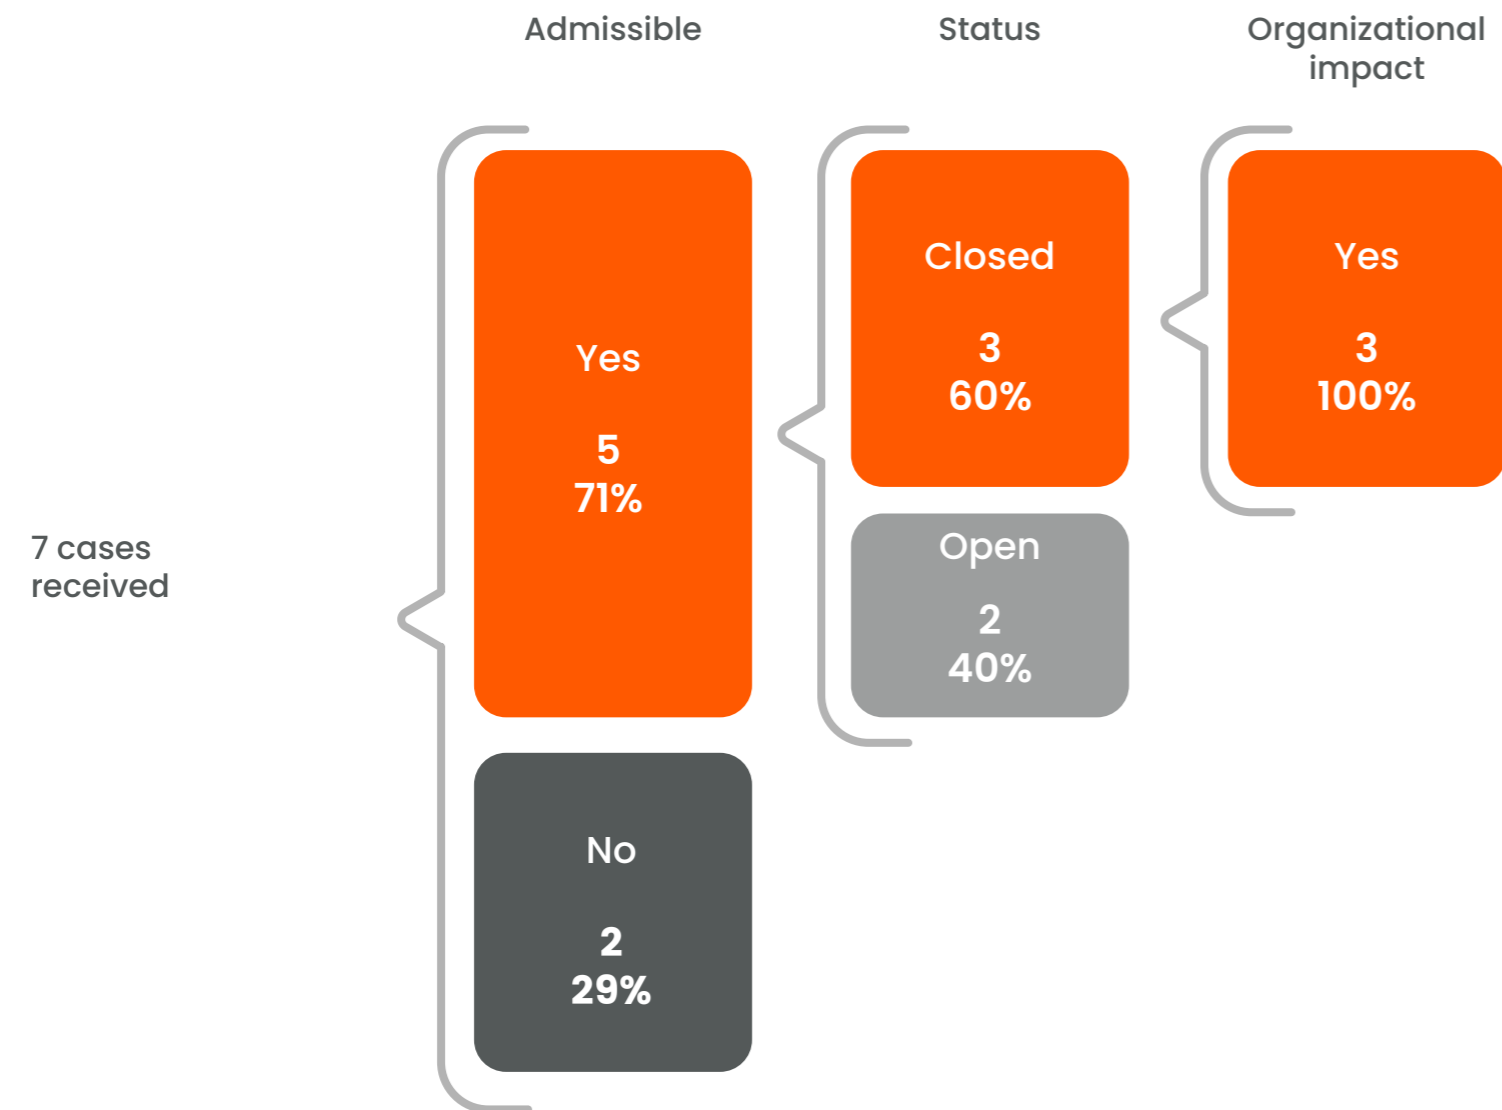 Admissible
Status
Organizational
impact
7 cases
received
Yes
5
71%
No
2
29%
Closed
3
60%
Open
2
40%
Yes
3
100%